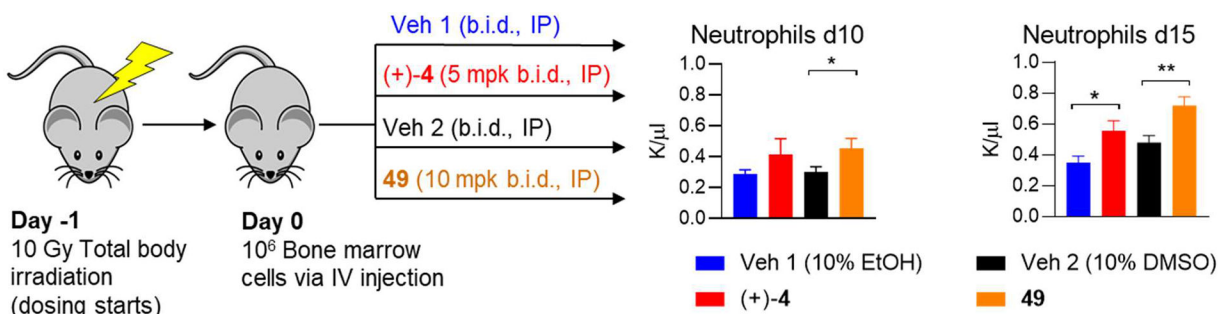 Veh 1 (b.i.d., IP)
(+)-4 (5 mpk b.i.d., IP)
Veh 2 (b.i.d., IP)
49 (10 mpk b.i.d., IP)
Day -1
10 Gy Total body
irradiation
(dosing starts)
Day 0
10⁶ Bone marrow
cells via IV injection
Neutrophils d10
*
1.0
0.8
0.6
0.4
0.2
0.0
K/µl
Neutrophils d15
*
**
1.0
0.8
0.6
0.4
0.2
0.0
K/µl
Veh 1 (10% EtOH)
(+)-4
Veh 2 (10% DMSO)
49